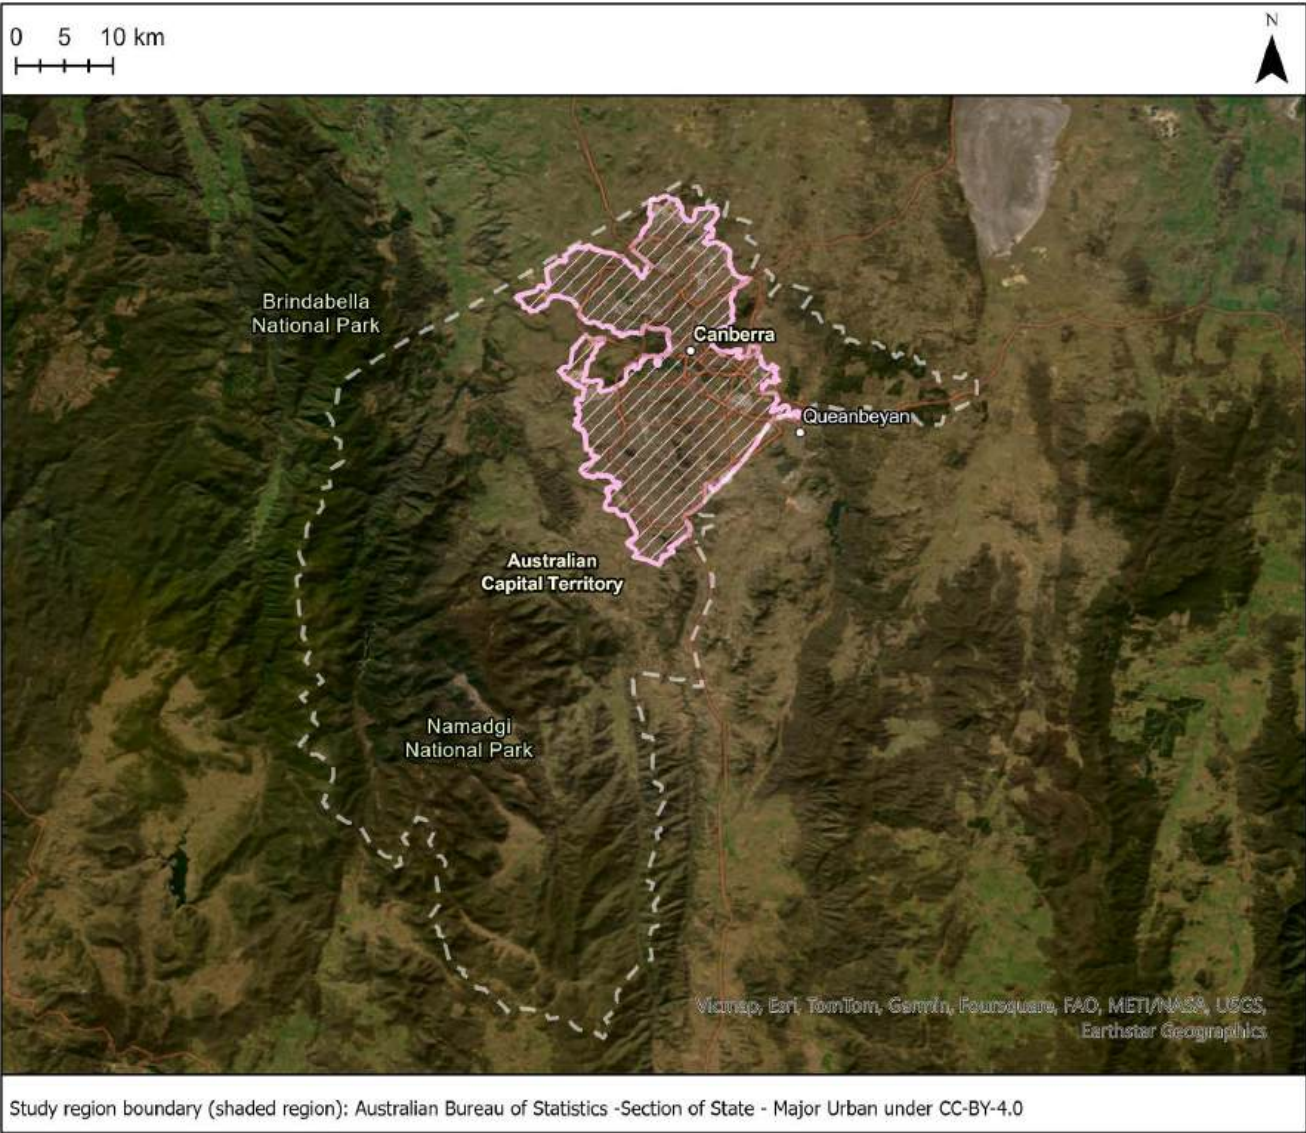 N
0 5 10 km
Brindabella
National Park
Canberra
Queanbeyan
Australian
Capital Territory
Namadgi
National Park
Vicmap, Esri, TomTom, Garmin, Foursquare, FAO, METI/NASA, USGS,
Earthstar Geographics
Study region boundary (shaded region): Australian Bureau of Statistics -Section of State - Major Urban under CC-BY-4.0